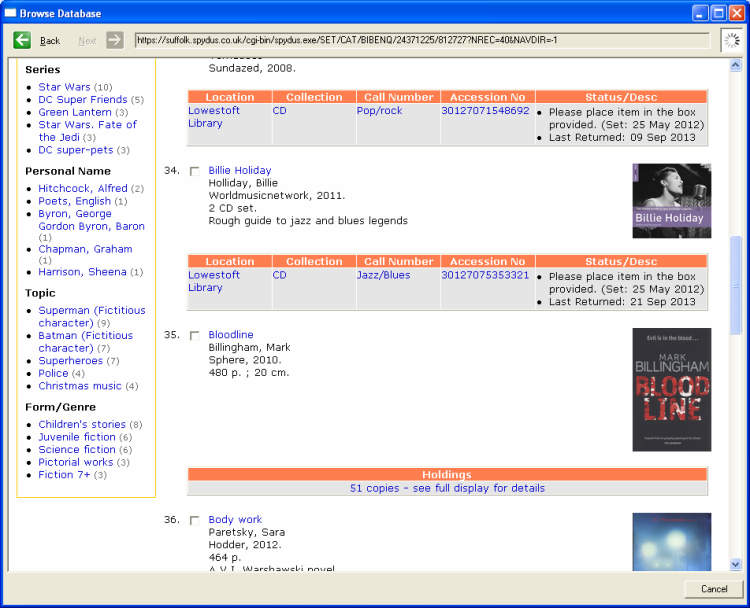 Browse Database
Back
Next
https://suffolk.spydus.co.uk/cgi-bin/spydus.exe/SET/CAT/BIBENQ/24371225/812727?NREC=40&NAVDIR=-1
Series
Star Wars (10)
DC Super Friends (5)
Green Lantern (3)
Star Wars. Fate of
the Jedi (3)
DC super-pets (3)
Personal Name
Hitchcock, Alfred (2)
Poets, English (1)
Byron, George
Gordon Byron, Baron
(1)
Chapman, Graham
(1)
Harrison, Sheena (1)
Topic
Superman (Fictitious
character) (9)
Batman (Fictitious
character) (7)
Superheroes (7)
Police (4)
Christmas music (4)
Form/Genre
Children's stories (8)
Juvenile fiction (6)
Science fiction (6)
Pictorial works (3)
Fiction 7+ (3)
Sundazed, 2008.
Location Collection Call Number Accession No Status/Desc
Lowestoft CD Pop/rock 30127071548692 • Please place item in the box
Library provided. (Set: 25 May 2012)
• Last Returned: 09 Sep 2013
34. Billie Holiday
Holliday, Billie
Worldmusicnetwork, 2011.
2 CD set.
Rough guide to jazz and blues legends
Billie Holiday
Location Collection Call Number Accession No Status/Desc
Lowestoft CD Jazz/Blues 30127075353321 • Please place item in the box
Library provided. (Set: 25 May 2012)
• Last Returned: 21 Sep 2013
35. Bloodline
Billingham, Mark
Sphere, 2010.
480 p. ; 20 cm.
Evil is in the blood...
MARK
BILLINGHAM
BLOOD
LINE
Holdings
51 copies - see full display for details
36. Body work
Paretsky, Sara
Hodder, 2012.
464 p.
A V.I. Warshawski novel
Cancel